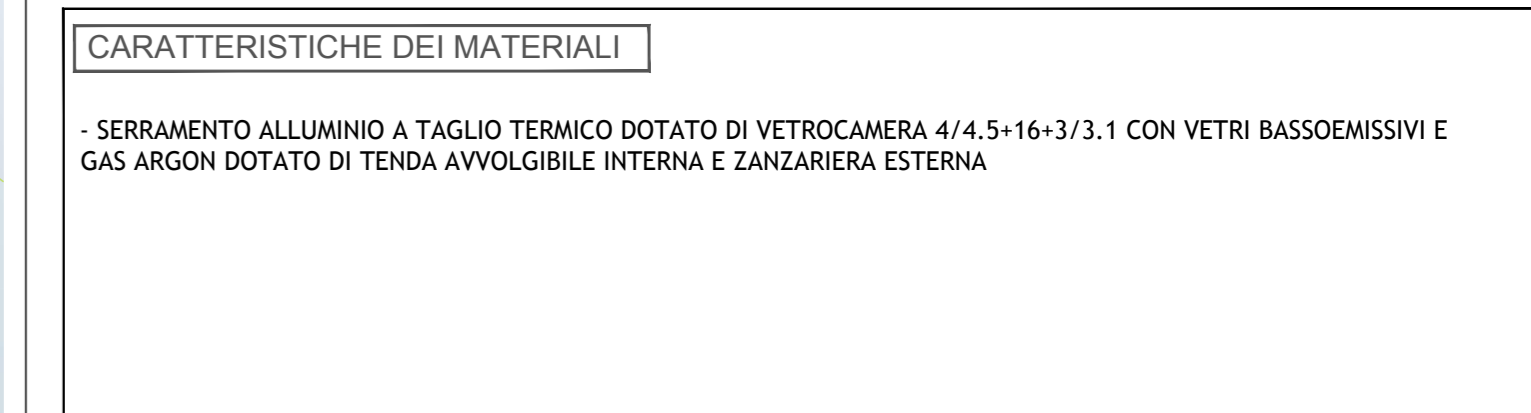 CARATTERISTICHE DEI MATERIALI
- SERRAMENTO ALLUMINIO A TAGLIO TERMICO DOTATO DI VETROCAMERA 4/4.5+16+3/3.1 CON VETRI BASSOEMISSIVI E
GAS ARGON DOTATO DI TENDA AVVOLGIBILE INTERNA E ZANZARIERA ESTERNA